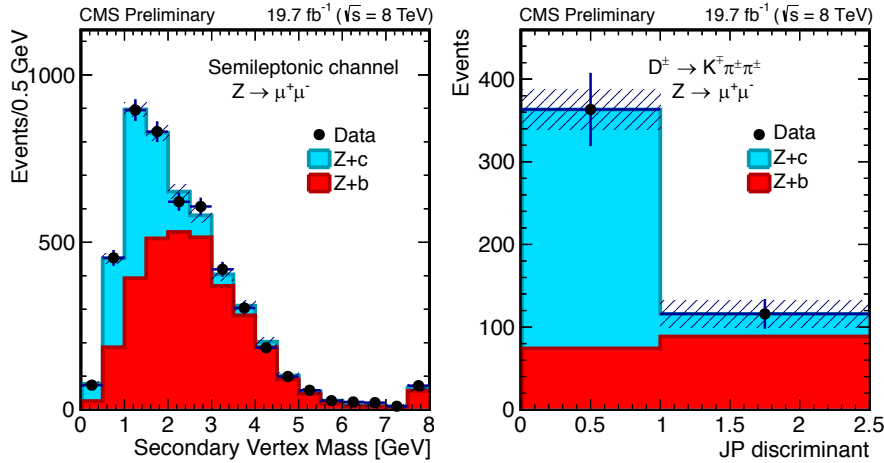 CMS Preliminary 19.7 fb⁻¹ (√s = 8 TeV)
Events/0.5 GeV
1000
500
0
Semileptonic channel
Z → μ⁺μ⁻
Data
Z+c
Z+b
0 1 2 3 4 5 6 7 8
Secondary Vertex Mass [GeV]
CMS Preliminary 19.7 fb⁻¹ (√s = 8 TeV)
Events
400
300
200
100
0
D± → K∓π±π±
Z → μ⁺μ⁻
Data
Z+c
Z+b
0.0 0.5 1.0 1.5 2.0 2.5
JP discriminant